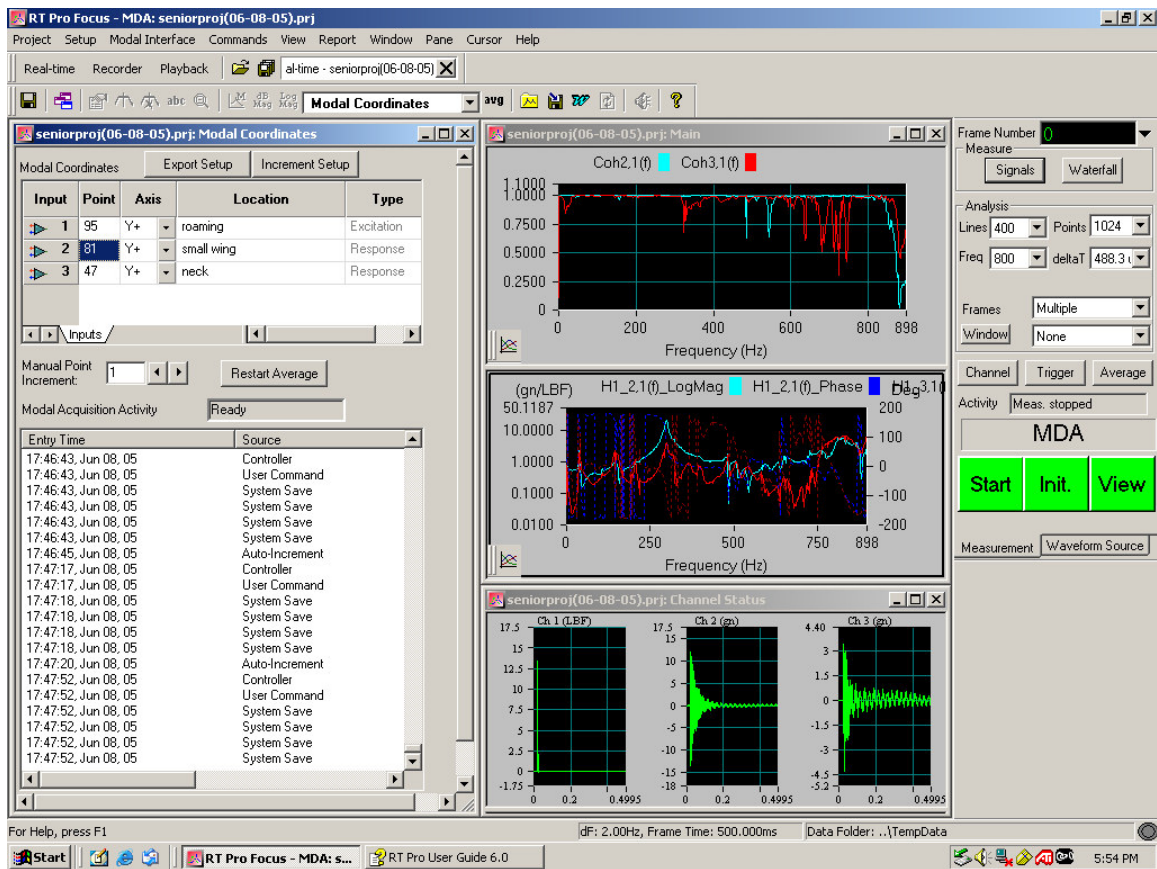 RT Pro Focus - MDA: seniorproj(06-08-05).prj
Project Setup Modal Interface Commands View Report Window Pane Cursor Help
Real-time Recorder Playback al-time - seniorproj(06-08-05)
abc dB Mag Log Mag Modal Coordinates avg
seniorproj(06-08-05).prj: Modal Coordinates
Modal Coordinates Export Setup Increment Setup
Input Point Axis Location Type
1 95 Y+ roaming Excitation
2 81 Y+ small wing Response
3 47 Y+ neck Response
Inputs
Manual Point Increment: 1 Restart Average
Modal Acquisition Activity Ready
Entry Time Source
17:46:43, Jun 08, 05 Controller
17:46:43, Jun 08, 05 User Command
17:46:43, Jun 08, 05 System Save
17:46:43, Jun 08, 05 System Save
17:46:43, Jun 08, 05 System Save
17:46:43, Jun 08, 05 System Save
17:46:45, Jun 08, 05 Auto-Increment
17:47:17, Jun 08, 05 Controller
17:47:17, Jun 08, 05 User Command
17:47:18, Jun 08, 05 System Save
17:47:18, Jun 08, 05 System Save
17:47:18, Jun 08, 05 System Save
17:47:18, Jun 08, 05 System Save
17:47:20, Jun 08, 05 Auto-Increment
17:47:52, Jun 08, 05 Controller
17:47:52, Jun 08, 05 User Command
17:47:52, Jun 08, 05 System Save
17:47:52, Jun 08, 05 System Save
17:47:52, Jun 08, 05 System Save
17:47:52, Jun 08, 05 System Save
seniorproj(06-08-05).prj: Main
Coh2,1(f) Coh3,1(f)
1.1000
1.0000
0.7500
0.5000
0.2500
0
0 200 400 600 800 898
Frequency (Hz)
(gn/LBF) H1_2,1(f)_LogMag H1_2,1(f)_Phase H1_3,1(
Deg
50.1187 200
10.0000 100
1.0000 0
0.1000 -100
0.0100 -200
0 250 500 750 898
Frequency (Hz)
seniorproj(06-08-05).prj: Channel Status
Ch 1 (LBF) Ch 2 (gn) Ch 3 (gn)
17.5
15
12.5
10
7.5
5
2.5
0
-1.75
0 0.2 0.4995
17.5
15
10
5
0
-5
-10
-15
-18
0 0.2 0.4995
4.40
3
1.5
0
-1.5
-3
-4.5
-5.2
0 0.2 0.4995
Frame Number 0
Measure
Signals Waterfall
Analysis
Lines 400 Points 1024
Freq 800 deltaT 488.3 u
Frames Multiple
Window None
Channel Trigger Average
Activity Meas. stopped
MDA
Start Init. View
Measurement Waveform Source
For Help, press F1 dF: 2.00Hz, Frame Time: 500.000ms Data Folder: ..\TempData
Start RT Pro Focus - MDA: s... RT Pro User Guide 6.0 5:54 PM